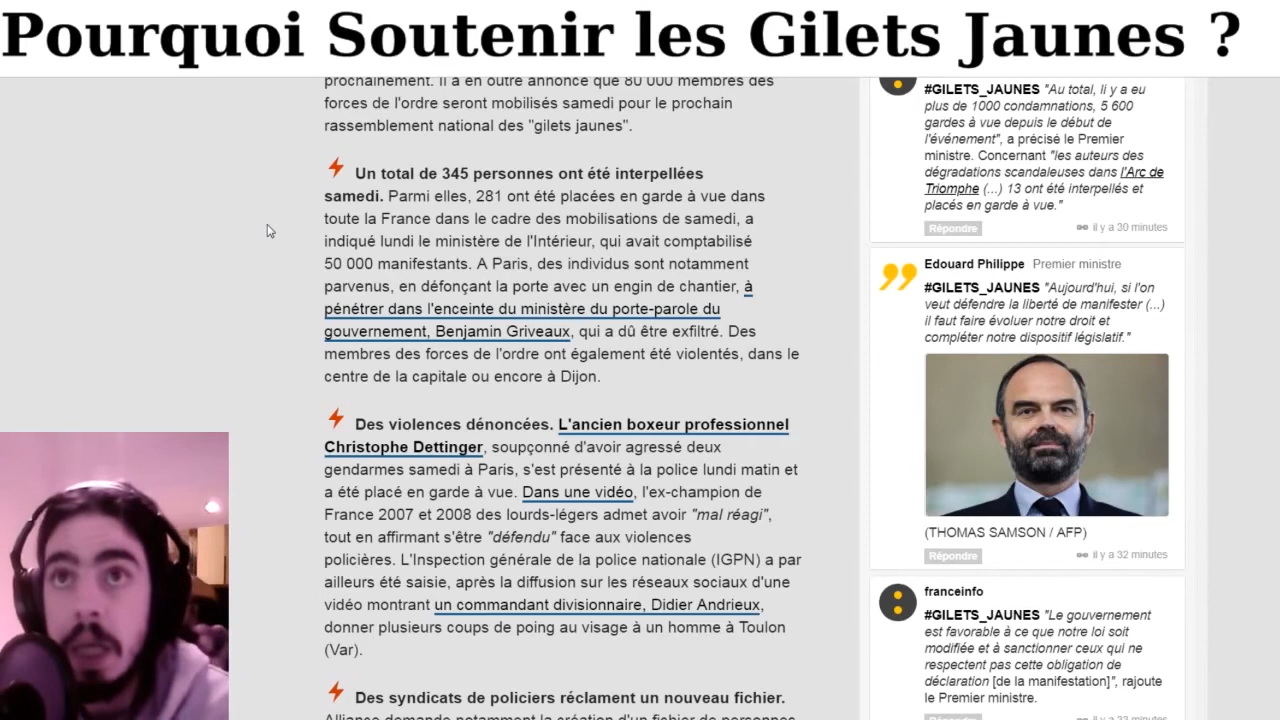 Pourquoi Soutenir les Gilets Jaunes ?
prochainement. Il a en outre annoncé que 80 000 membres des
forces de l'ordre seront mobilisés samedi pour le prochain
rassemblement national des "gilets jaunes".
Un total de 345 personnes ont été interpellées
samedi. Parmi elles, 281 ont été placées en garde à vue dans
toute la France dans le cadre des mobilisations de samedi, a
indiqué lundi le ministère de l'Intérieur, qui avait comptabilisé
50 000 manifestants. A Paris, des individus sont notamment
parvenus, en défonçant la porte avec un engin de chantier, à
pénétrer dans l'enceinte du ministère du porte-parole du
gouvernement, Benjamin Griveaux, qui a dû être exfiltré. Des
membres des forces de l'ordre ont également été violentés, dans le
centre de la capitale ou encore à Dijon.
Des violences dénoncées. L'ancien boxeur professionnel
Christophe Dettinger, soupçonné d'avoir agressé deux
gendarmes samedi à Paris, s'est présenté à la police lundi matin et
a été placé en garde à vue. Dans une vidéo, l'ex-champion de
France 2007 et 2008 des lourds-légers admet avoir "mal réagi",
tout en affirmant s'être "défendu" face aux violences
policières. L'Inspection générale de la police nationale (IGPN) a par
ailleurs été saisie, après la diffusion sur les réseaux sociaux d'une
vidéo montrant un commandant divisionnaire, Didier Andrieux,
donner plusieurs coups de poing au visage à un homme à Toulon
(Var).
Des syndicats de policiers réclament un nouveau fichier.
Alliance demande notamment la création d'un fichier de personnes
#GILETS_JAUNES "Au total, il y a eu
plus de 1000 condamnations, 5 600
gardes à vue depuis le début de
l'événement", a précisé le Premier
ministre. Concernant "les auteurs des
dégradations scandaleuses dans l'Arc de
Triomphe (...) 13 ont été interpellés et
placés en garde à vue."
Répondre
il y a 30 minutes
Edouard Philippe Premier ministre
#GILETS_JAUNES "Aujourd'hui, si l'on
veut défendre la liberté de manifester (...)
il faut faire évoluer notre droit et
compléter notre dispositif législatif."
(THOMAS SAMSON / AFP)
Répondre
il y a 32 minutes
franceinfo
#GILETS_JAUNES "Le gouvernement
est favorable à ce que notre loi soit
modifiée et à sanctionner ceux qui ne
respectent pas cette obligation de
déclaration [de la manifestation]", rajoute
le Premier ministre.